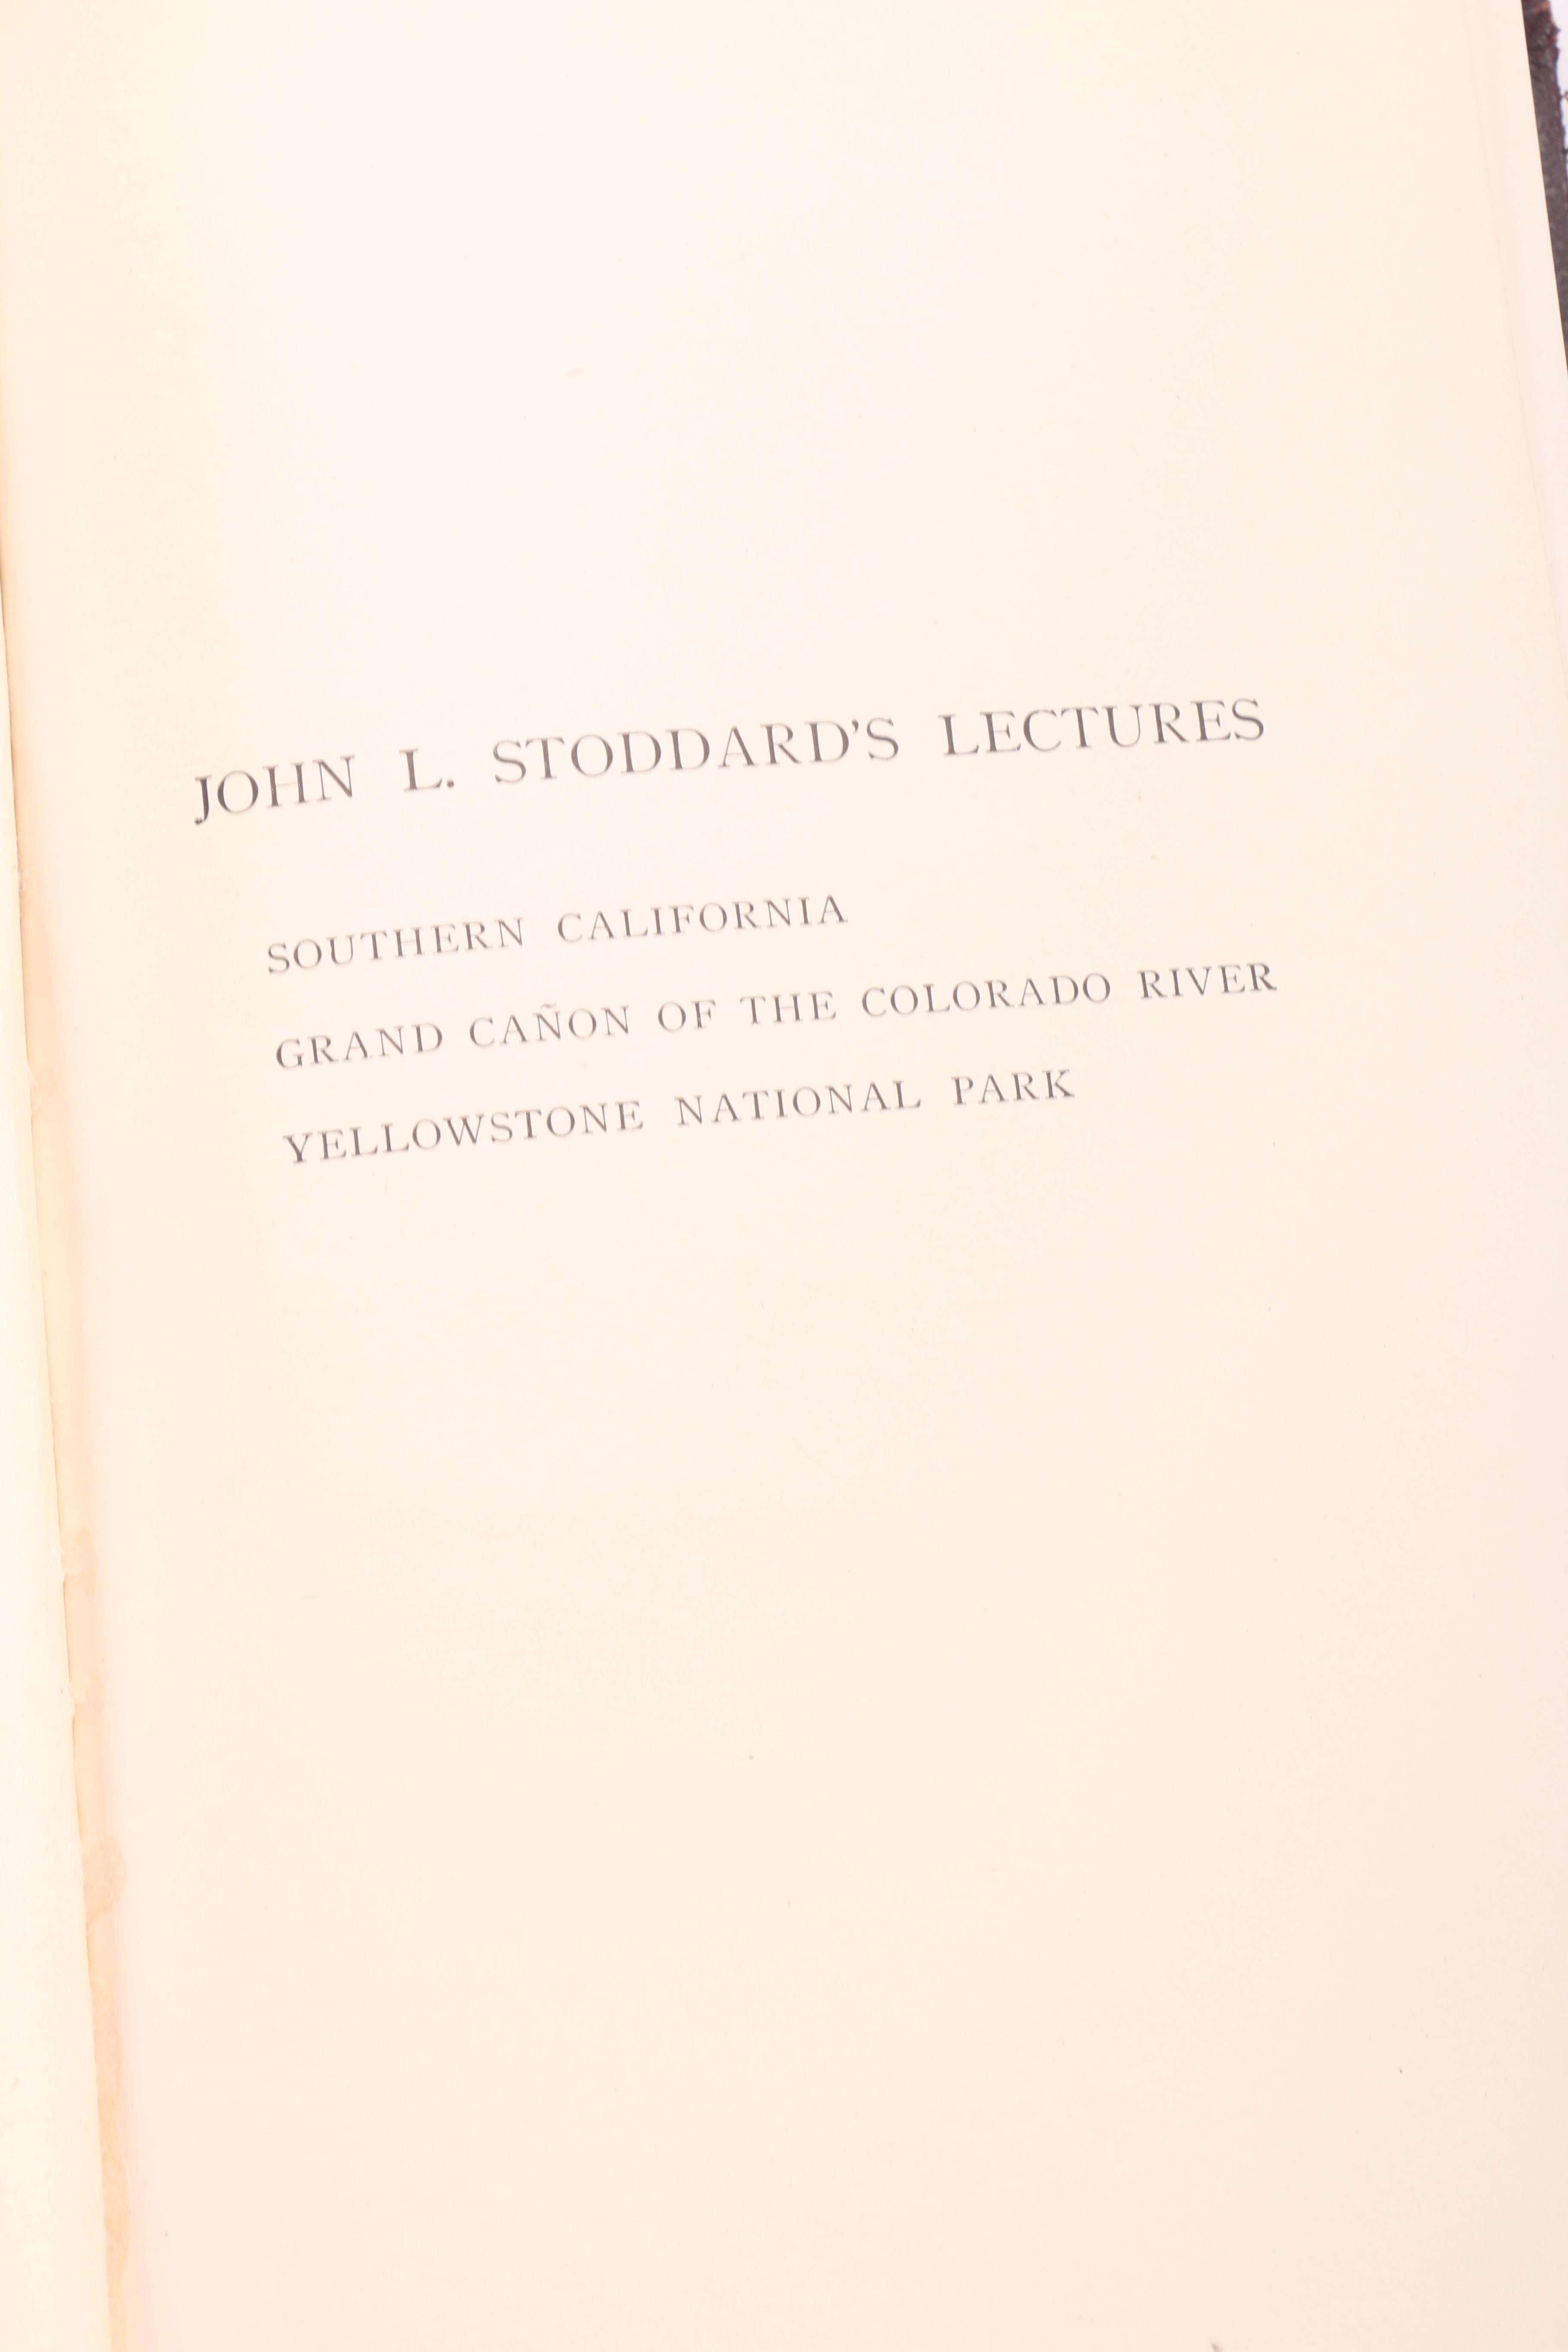 JOHN L. STODDARD'S LECTURES
SOUTHERN CALIFORNIA
GRAND CAÑON OF THE COLORADO RIVER
YELLOWSTONE NATIONAL PARK